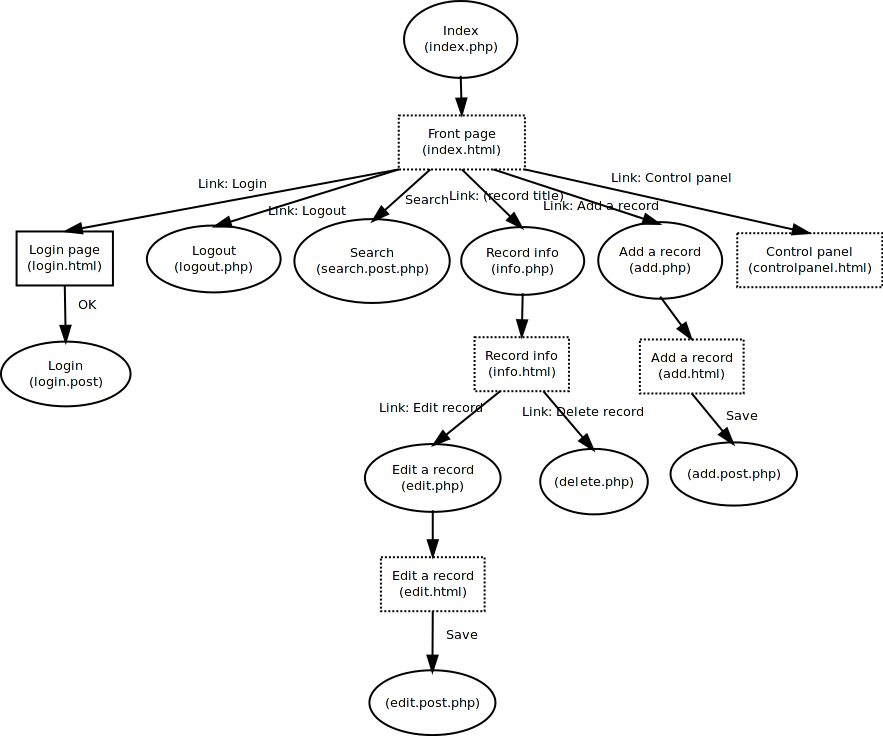 Index
(index.php)
Front page
(index.html)
Link: Login
Link: Logout
Search
Link: (record title)
Link: Add a record
Link: Control panel
Login page
(login.html)
Logout
(logout.php)
Search
(search.post.php)
Record info
(info.php)
Add a record
(add.php)
Control panel
(controlpanel.html)
OK
Login
(login.post)
Record info
(info.html)
Add a record
(add.html)
Link: Edit record
Link: Delete record
Save
Edit a record
(edit.php)
(delete.php)
(add.post.php)
Edit a record
(edit.html)
Save
(edit.post.php)